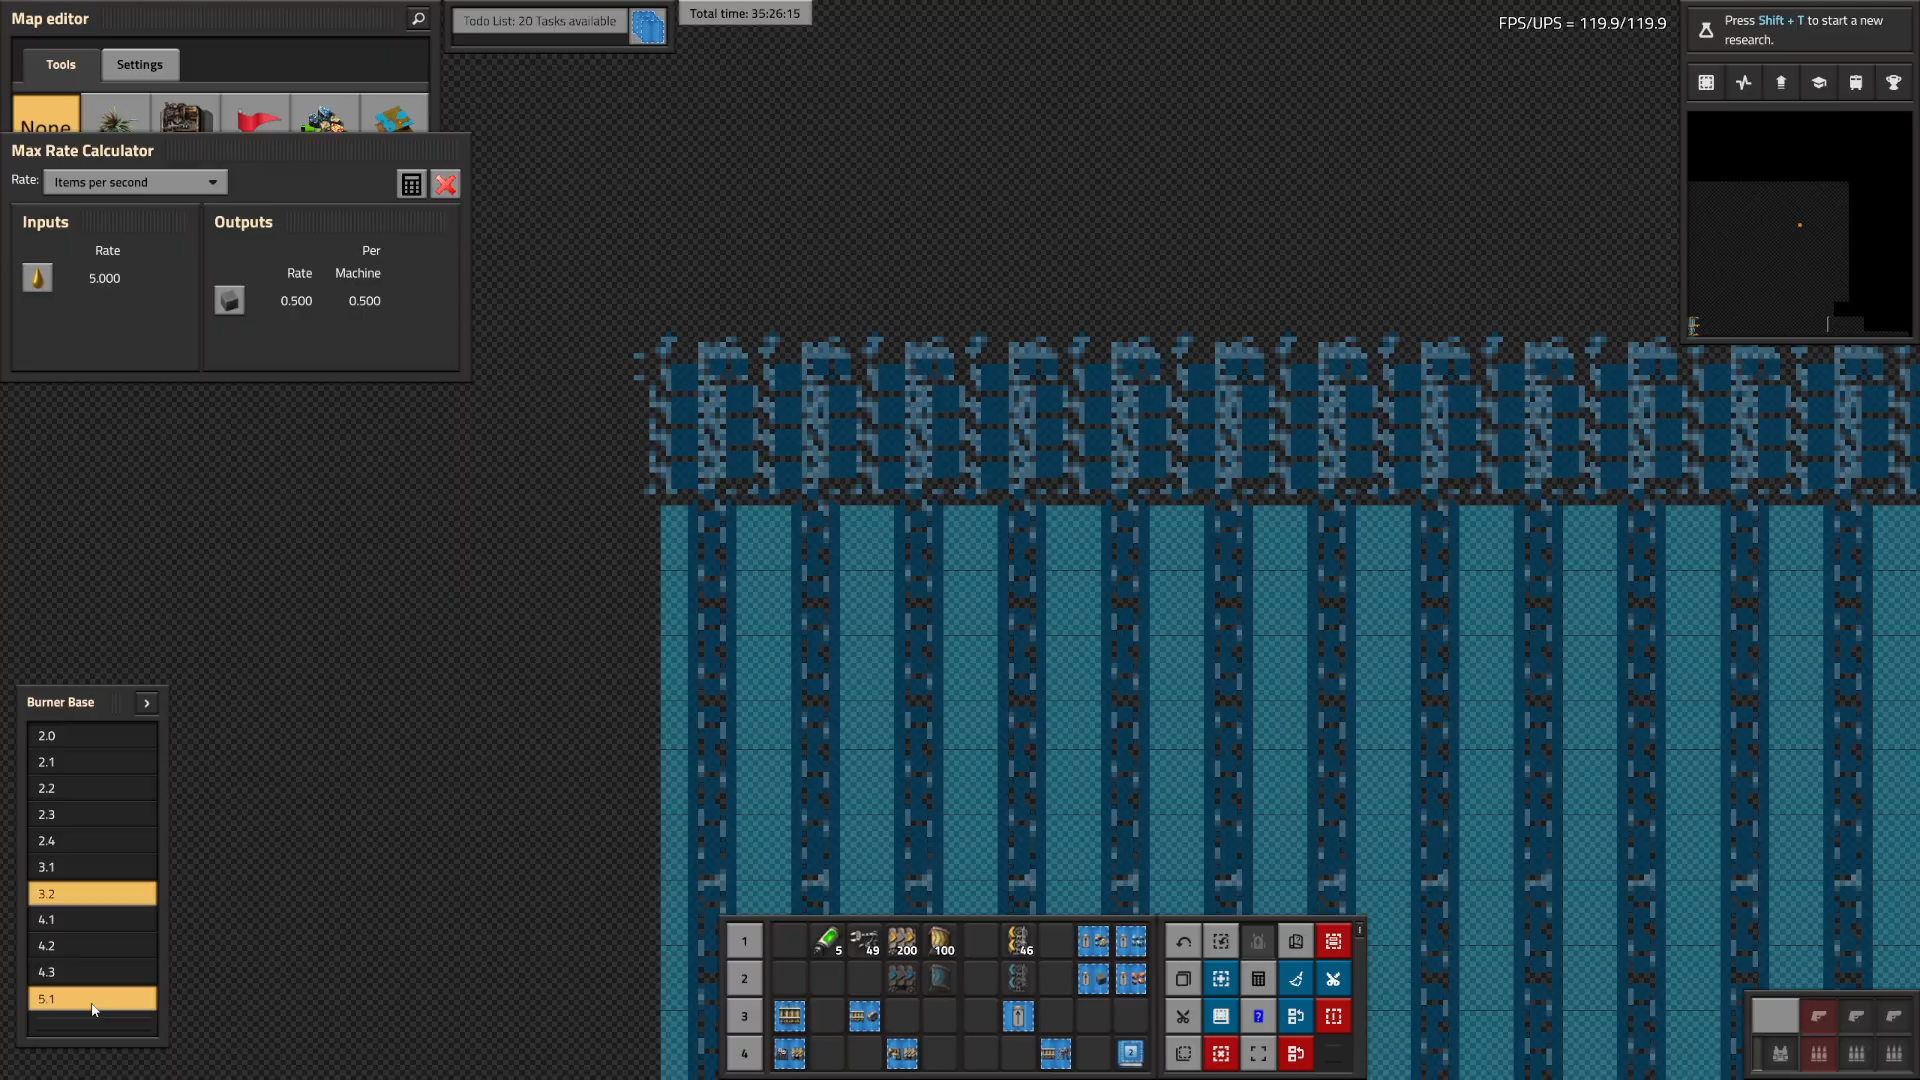 Map editor
Tools
Settings
None
Max Rate Calculator
Rate:
Items per second
Inputs
Rate
5.000
Outputs
Per
Rate
Machine
0.500
0.500
Todo List: 20 Tasks available
Total time: 35:26:15
FPS/UPS = 119.9/119.9
Press Shift + T to start a new
research.
Burner Base
>
2.0
2.1
2.2
2.3
2.4
3.1
3.2
4.1
4.2
4.3
5.1
1
5
49
200
100
46
2
3
?
4
2